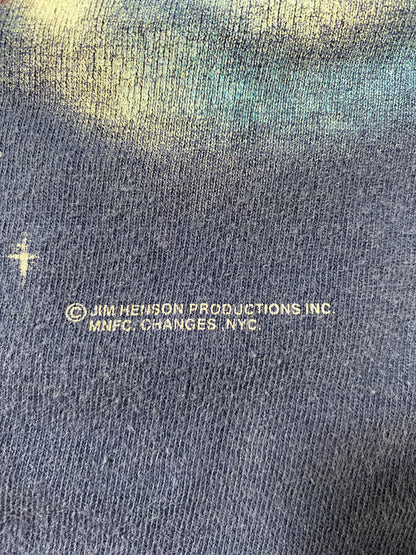 © JIM HENSON PRODUCTIONS INC.
MNFC. CHANGES, NYC.